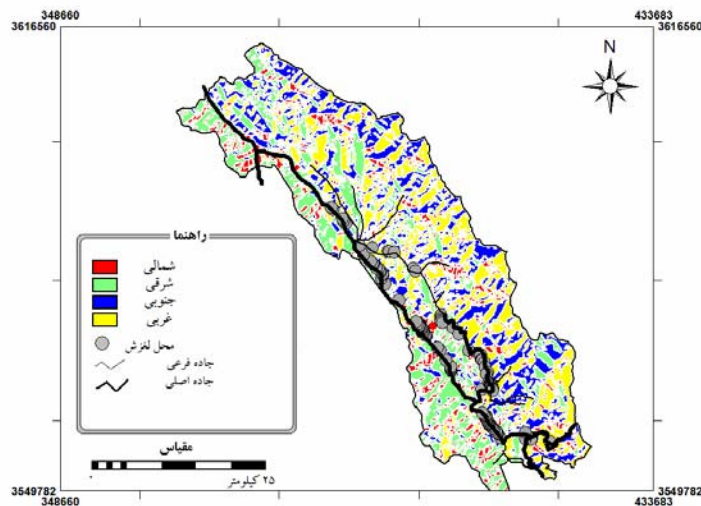 348660 433683
3616560 3616560
N
راهنما
شمالی
شرقی
جنوبی
غربی
محل لغزش
جاده فرعی
جاده اصلی
مقیاس
۲۵ کیلومتر ۰
3549782 3549782
348660 433683